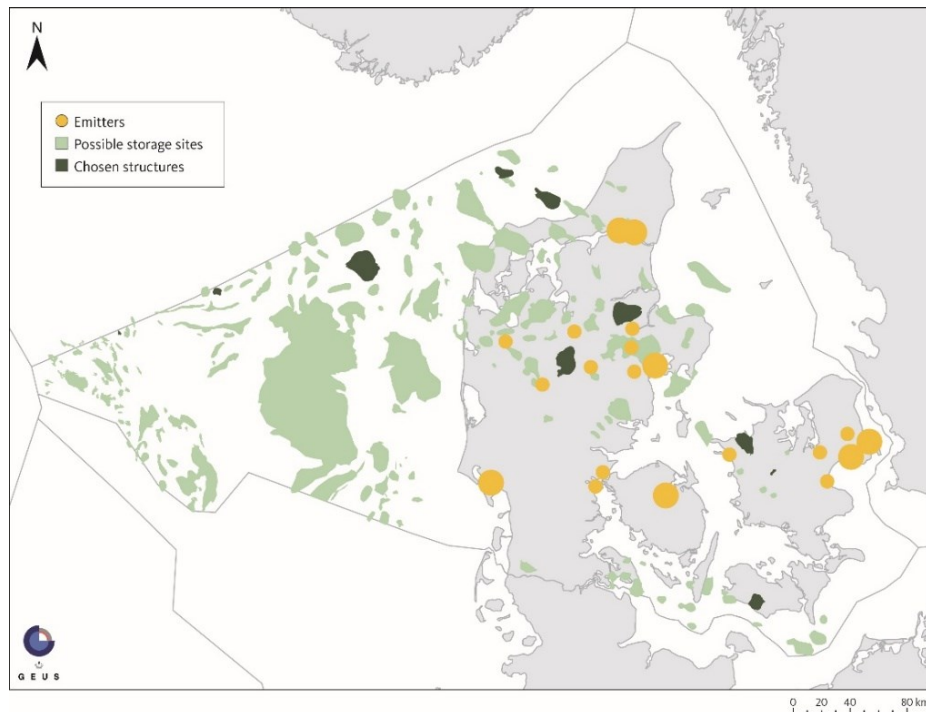 N
Emitters
Possible storage sites
Chosen structures
GEUS
0 20 40 80 km